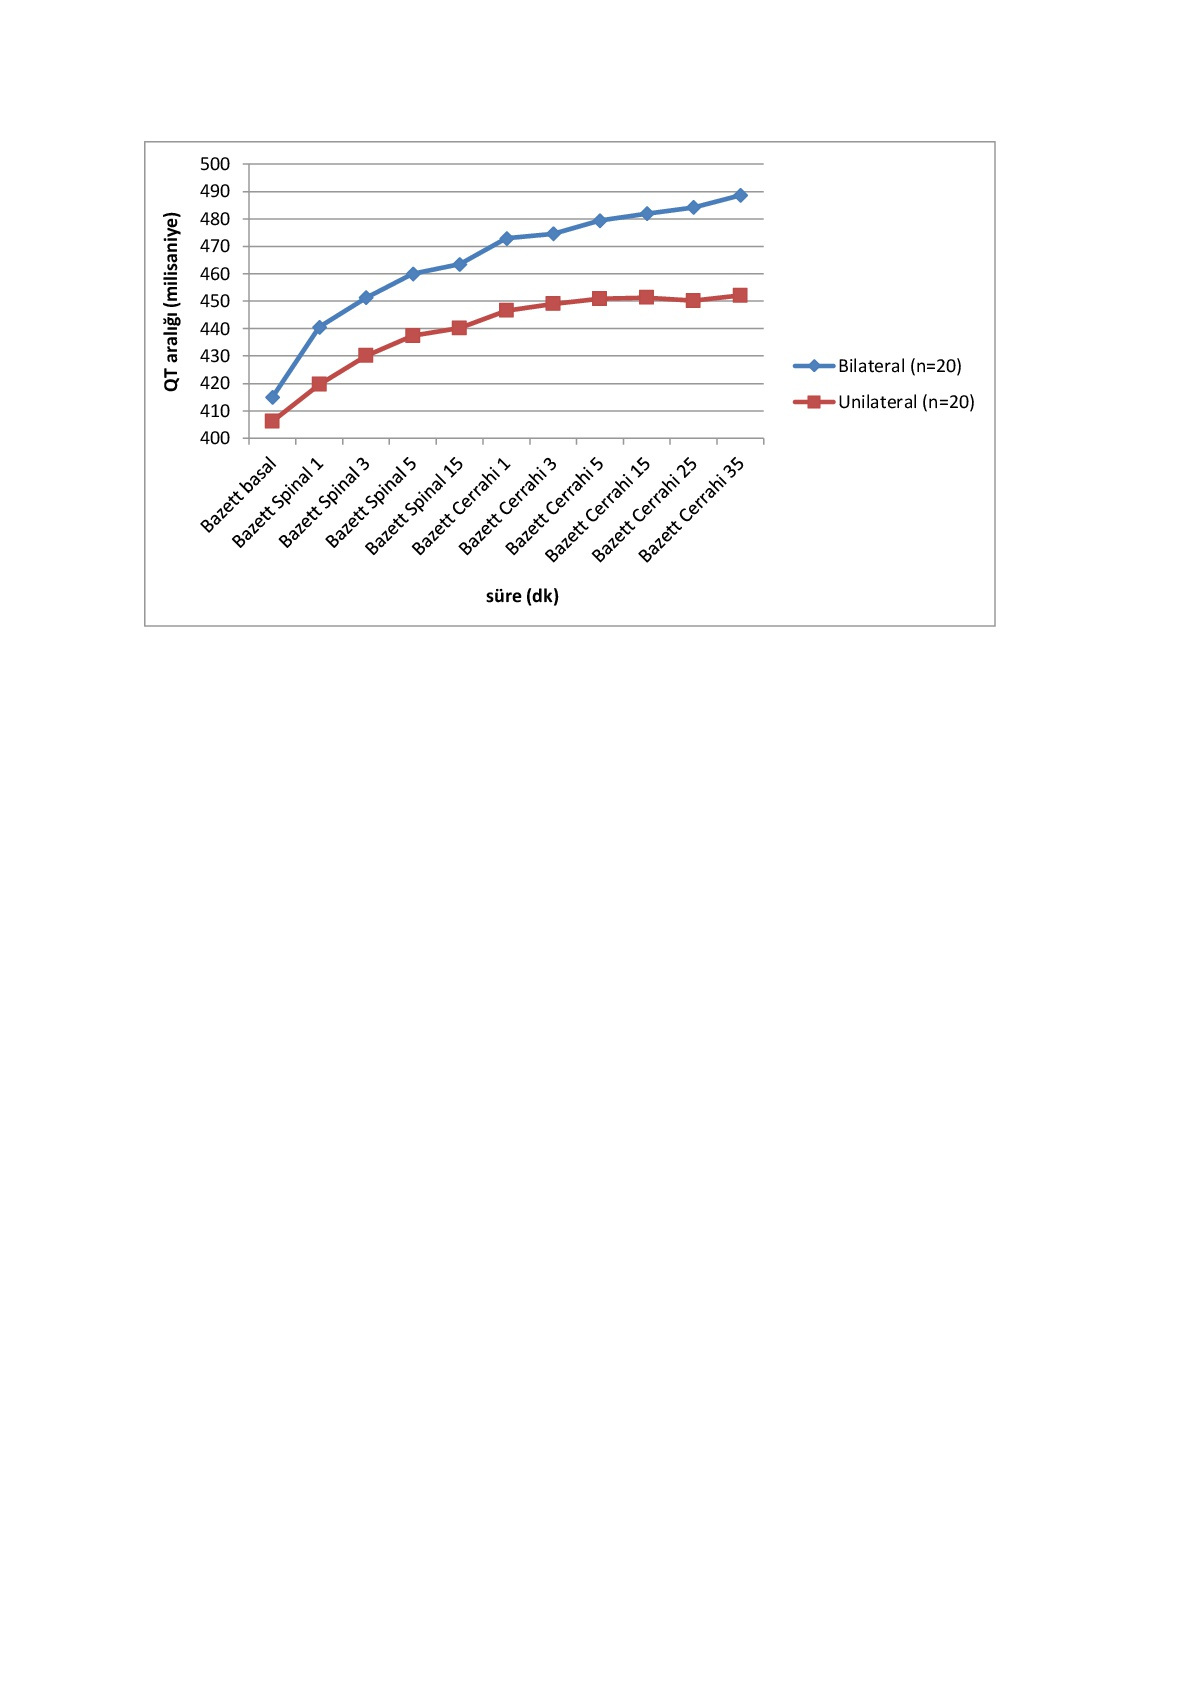 500
490
480
470
460
450
440
430
420
410
400
QT aralığı (milisaniye)
Bazett basal
Bazett Spinal 1
Bazett Spinal 3
Bazett Spinal 5
Bazett Spinal 15
Bazett Cerrahi 1
Bazett Cerrahi 3
Bazett Cerrahi 5
Bazett Cerrahi 15
Bazett Cerrahi 25
Bazett Cerrahi 35
süre (dk)
Bilateral (n=20)
Unilateral (n=20)